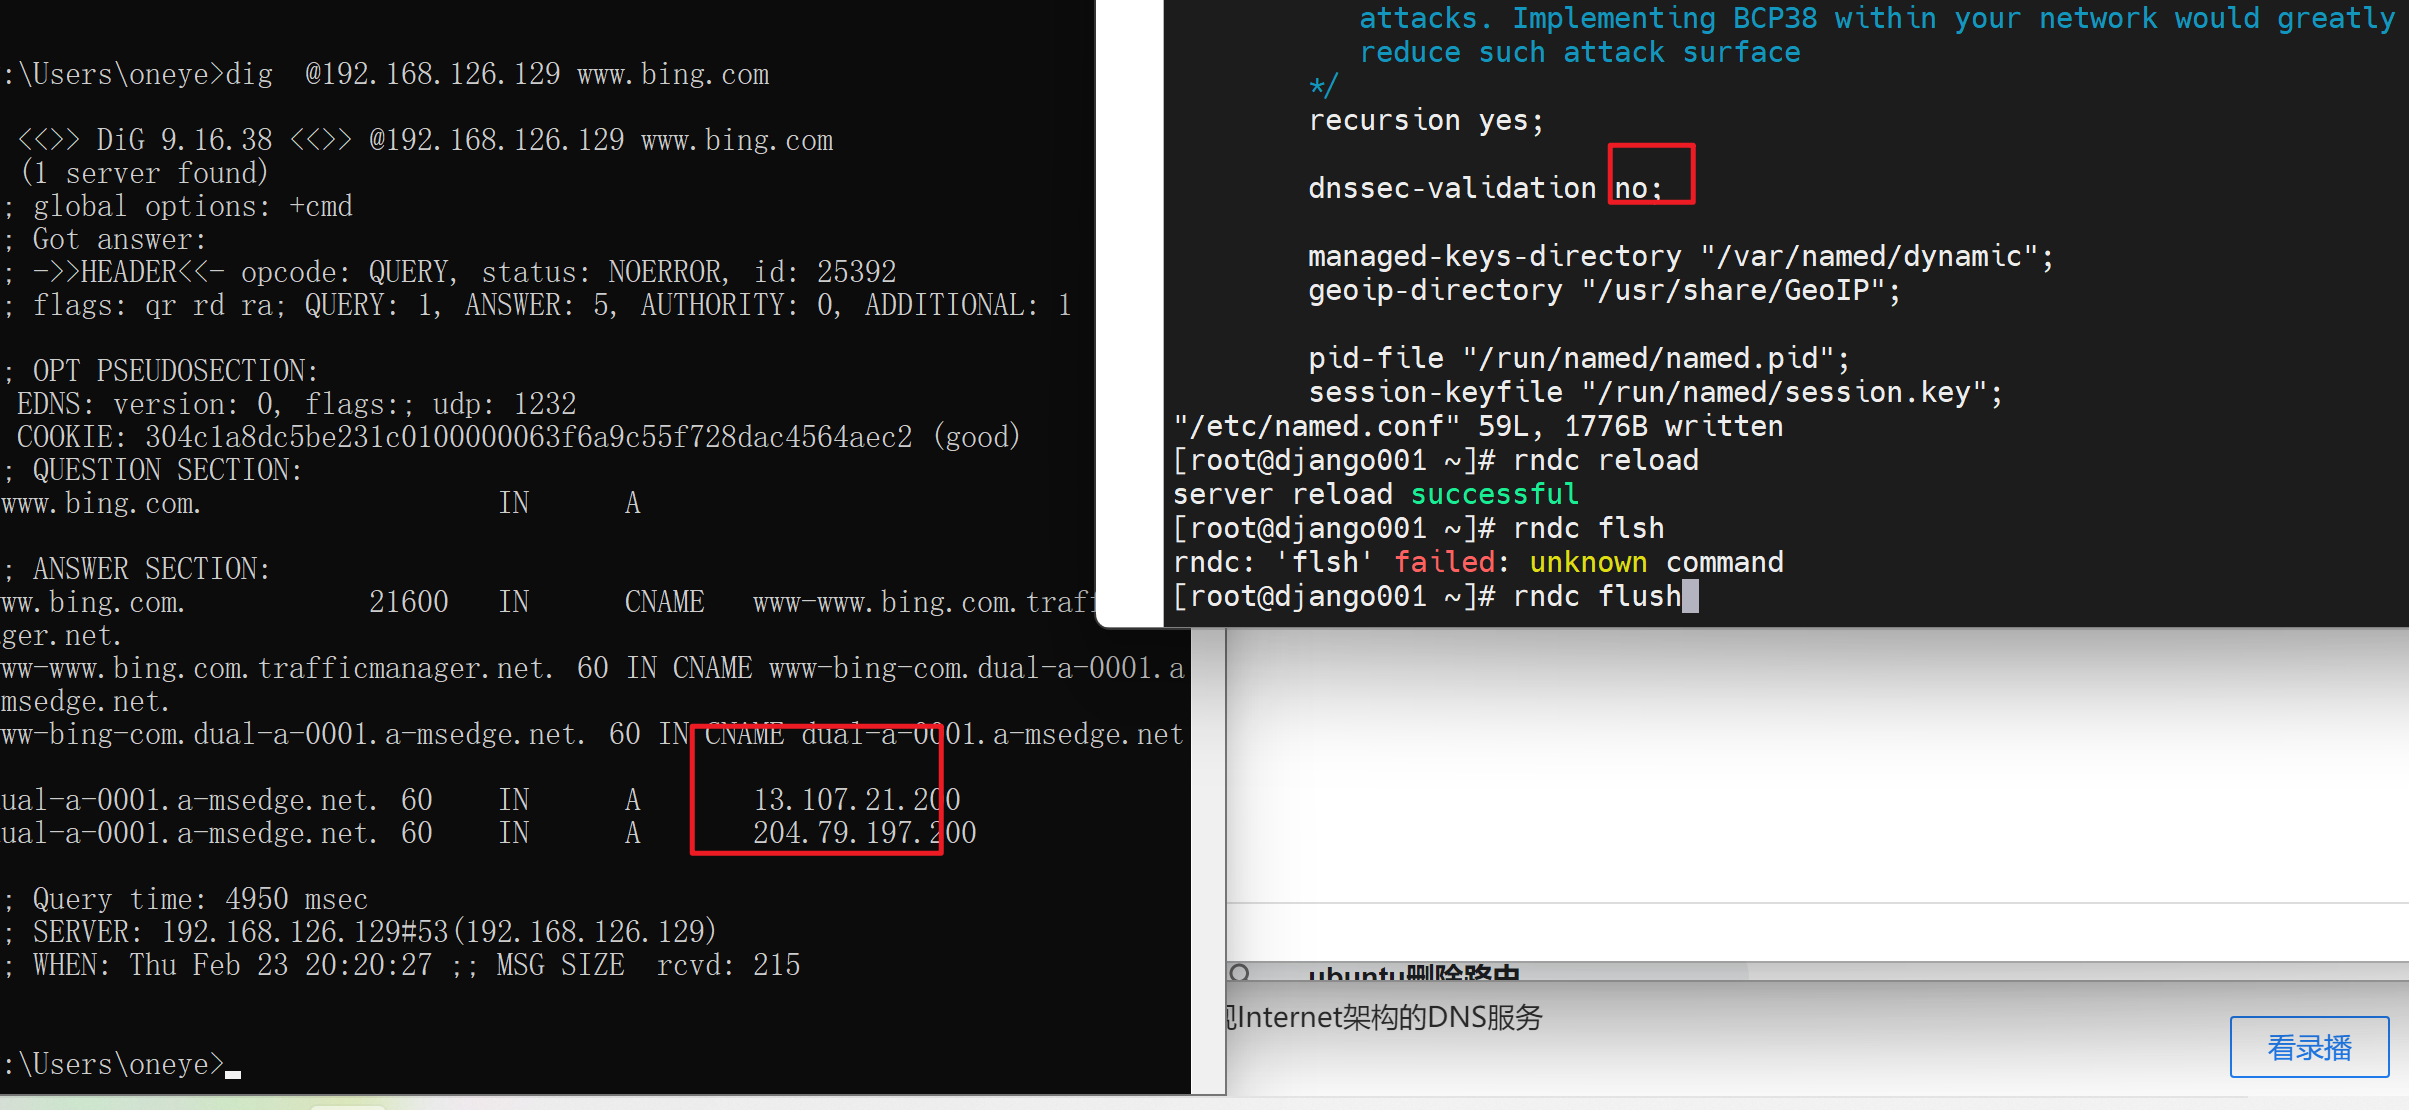 :\Users\oneye>dig  @192.168.126.129 www.bing.com
<<>> DiG 9.16.38 <<>> @192.168.126.129 www.bing.com
(1 server found)
; global options: +cmd
; Got answer:
; ->>HEADER<<- opcode: QUERY, status: NOERROR, id: 25392
; flags: qr rd ra; QUERY: 1, ANSWER: 5, AUTHORITY: 0, ADDITIONAL: 1
; OPT PSEUDOSECTION:
EDNS: version: 0, flags:; udp: 1232
COOKIE: 304c1a8dc5be231c0100000063f6a9c55f728dac4564aec2 (good)
; QUESTION SECTION:
www.bing.com.                   IN      A
; ANSWER SECTION:
ww.bing.com.            21600   IN      CNAME   www-www.bing.com.traff
ger.net.
ww-www.bing.com.trafficmanager.net. 60 IN CNAME www-bing-com.dual-a-0001.a
msedge.net.
ww-bing-com.dual-a-0001.a-msedge.net. 60 IN CNAME dual-a-0001.a-msedge.net
ual-a-0001.a-msedge.net. 60     IN      A       13.107.21.200
ual-a-0001.a-msedge.net. 60     IN      A       204.79.197.200
; Query time: 4950 msec
; SERVER: 192.168.126.129#53(192.168.126.129)
; WHEN: Thu Feb 23 20:20:27 ;; MSG SIZE  rcvd: 215
:\Users\oneye>
attacks. Implementing BCP38 within your network would greatly
reduce such attack surface
*/
recursion yes;
dnssec-validation no;
managed-keys-directory "/var/named/dynamic";
geoip-directory "/usr/share/GeoIP";
pid-file "/run/named/named.pid";
session-keyfile "/run/named/session.key";
"/etc/named.conf" 59L, 1776B written
[root@django001 ~]# rndc reload
server reload successful
[root@django001 ~]# rndc flsh
rndc: 'flsh' failed: unknown command
[root@django001 ~]# rndc flush
ubuntu删除路由
Internet架构的DNS服务
看录播